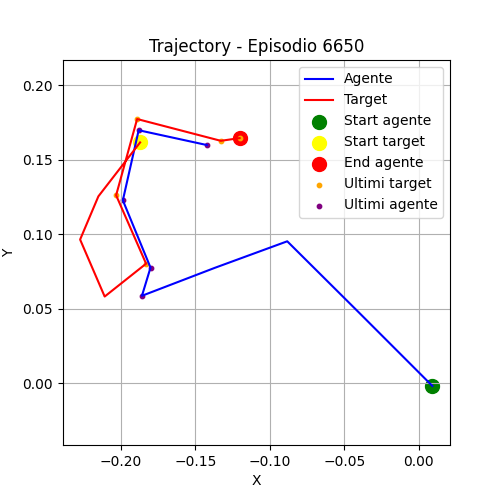 Trajectory - Episodio 6650
Agente
Target
Start agente
Start target
End agente
Ultimi target
Ultimi agente
Y
0.20
0.15
0.10
0.05
0.00
−0.20
−0.15
−0.10
−0.05
0.00
X